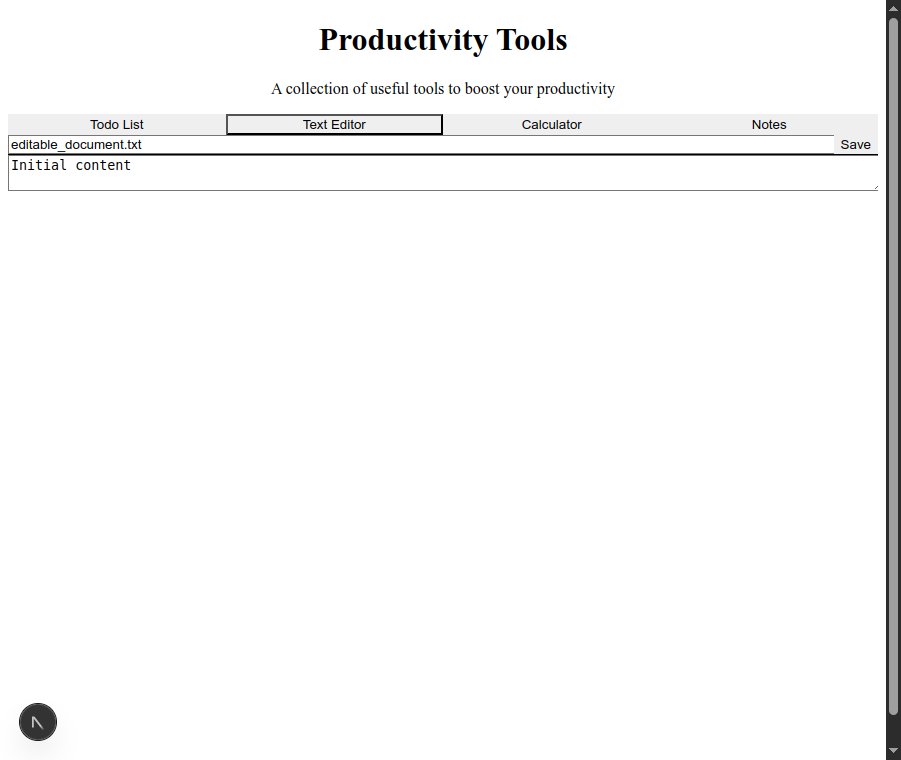 Productivity Tools
A collection of useful tools to boost your productivity
Todo List Text Editor Calculator Notes
editable_document.txt Save
Initial content